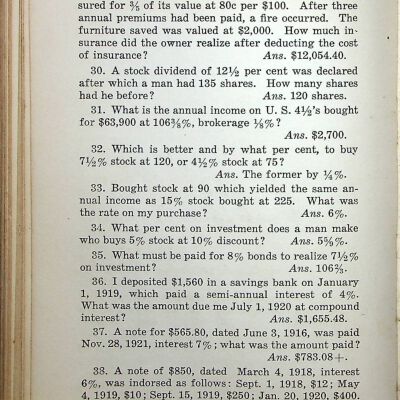 sured for ⅗ of its value at 80c per $100. After three
annual premiums had been paid, a fire occurred. The
furniture saved was valued at $2,000. How much in-
surance did the owner realize after deducting the cost
of insurance? Ans. $12,054.40.
30. A stock dividend of 12½ per cent was declared
after which a man had 135 shares. How many shares
had he before? Ans. 120 shares.
31. What is the annual income on U. S. 4½'s bought
for $63,900 at 106⅜%, brokerage ⅛%?
Ans. $2,700.
32. Which is better and by what per cent, to buy
7½% stock at 120, or 4½% stock at 75?
Ans. The former by ¼%.
33. Bought stock at 90 which yielded the same an-
nual income as 15% stock bought at 225. What was
the rate on my purchase? Ans. 6%.
34. What per cent on investment does a man make
who buys 5% stock at 10% discount? Ans. 5⅝%.
35. What must be paid for 8% bonds to realize 7½%
on investment? Ans. 106⅔.
36. I deposited $1,560 in a savings bank on January
1, 1919, which paid a semi-annual interest of 4%.
What was the amount due me July 1, 1920 at compound
interest? Ans. $1,655.48.
37. A note for $565.80, dated June 3, 1916, was paid
Nov. 28, 1921, interest 7%; what was the amount paid?
Ans. $783.08+.
38. A note of $850, dated March 4, 1918, interest
6%, was indorsed as follows: Sept. 1, 1918, $12; May
4, 1919, $10; Sept. 15, 1919, $250; Jan. 20, 1920, $400.